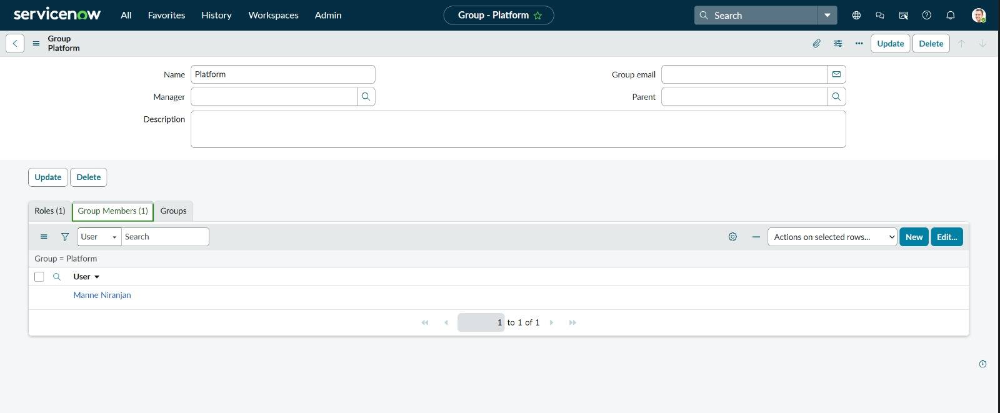 servicenow All Favorites History Workspaces Admin Group - Platform Search
Group
Platform
Update Delete
Name Platform Group email
Manager Parent
Description
Update Delete
Roles (1) Group Members (1) Groups
User Search Actions on selected rows... New Edit...
Group = Platform
User
Manne Niranjan
1 to 1 of 1